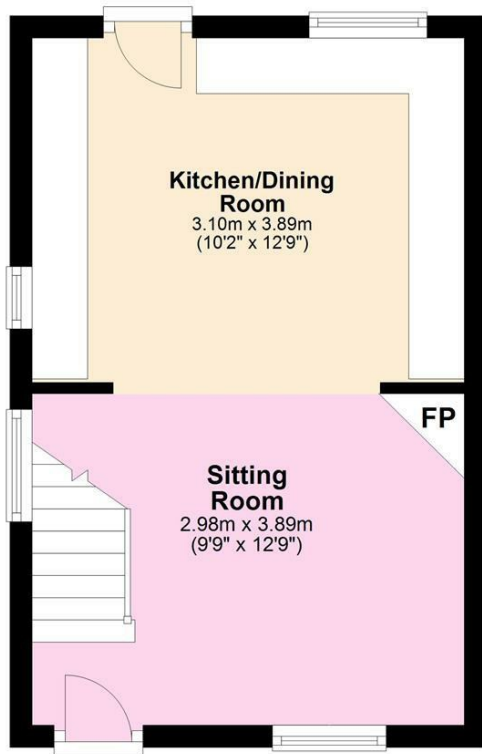 Kitchen/Dining
Room
3.10m x 3.89m
(10'2" x 12'9")
FP
Sitting
Room
2.98m x 3.89m
(9'9" x 12'9")